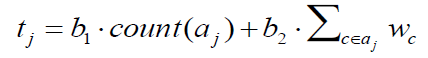 t_j = b_1 · count(a_j) + b_2 · ∑_{c∈a_j} w_c